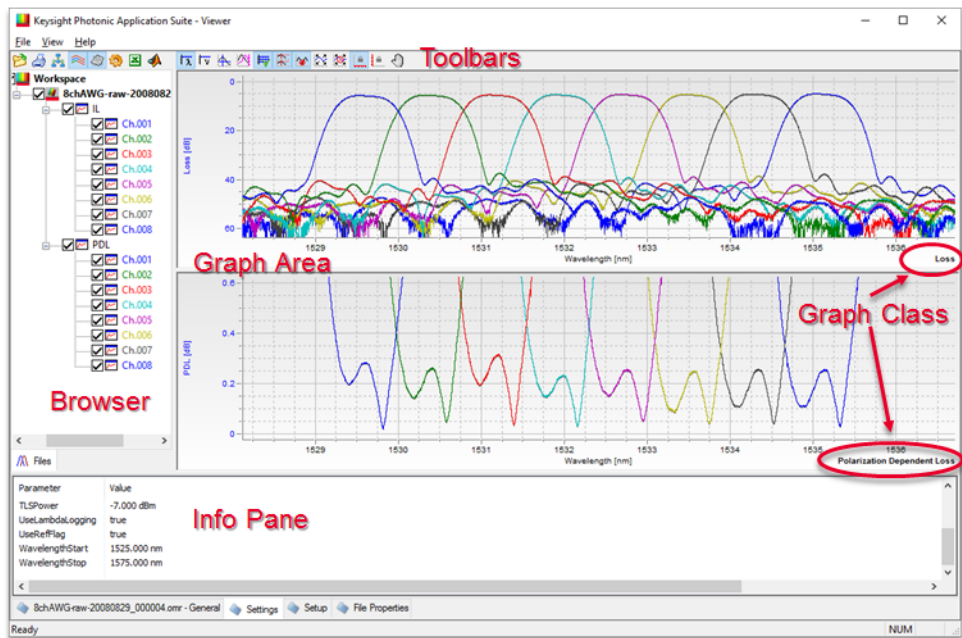 Keysight Photonic Application Suite - Viewer
File View Help
Toolbars
Workspace
8chAWG-raw-2008082
IL
Ch.001
Ch.002
Ch.003
Ch.004
Ch.005
Ch.006
Ch.007
Ch.008
PDL
Ch.001
Ch.002
Ch.003
Ch.004
Ch.005
Ch.006
Ch.007
Ch.008
Browser
Files
Loss [dB]
0
20
40
60
1529 1530 1531 1532 1533 1534 1535 1536
Wavelength [nm]
Loss
Graph Area
Graph Class
PDL [dB]
0.6
0.4
0.2
0
1529 1530 1531 1532 1533 1534 1535 1536
Wavelength [nm]
Polarization Dependent Loss
Parameter Value
TLSPower -7.000 dBm
UseLambdaLogging true
UseRefFlag true
WavelengthStart 1525.000 nm
WavelengthStop 1575.000 nm
Info Pane
8chAWG-raw-20080829_000004.omr - General Settings Setup File Properties
Ready NUM